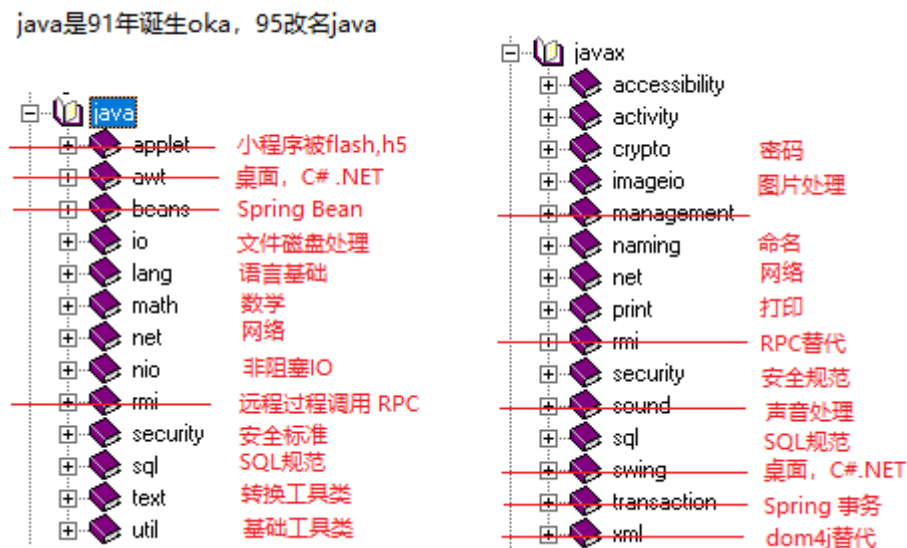 java是91年诞生oka，95改名java
java
applet 小程序被flash,h5
awt 桌面，C# .NET
beans Spring Bean
io 文件磁盘处理
lang 语言基础
math 数学
net 网络
nio 非阻塞IO
rmi 远程过程调用 RPC
security 安全标准
sql SQL规范
text 转换工具类
util 基础工具类
javax
accessibility
activity
crypto 密码
imageio 图片处理
management
naming 命名
net 网络
print 打印
rmi RPC替代
security 安全规范
sound 声音处理
sql SQL规范
swing 桌面，C#.NET
transaction Spring 事务
xml dom4j替代